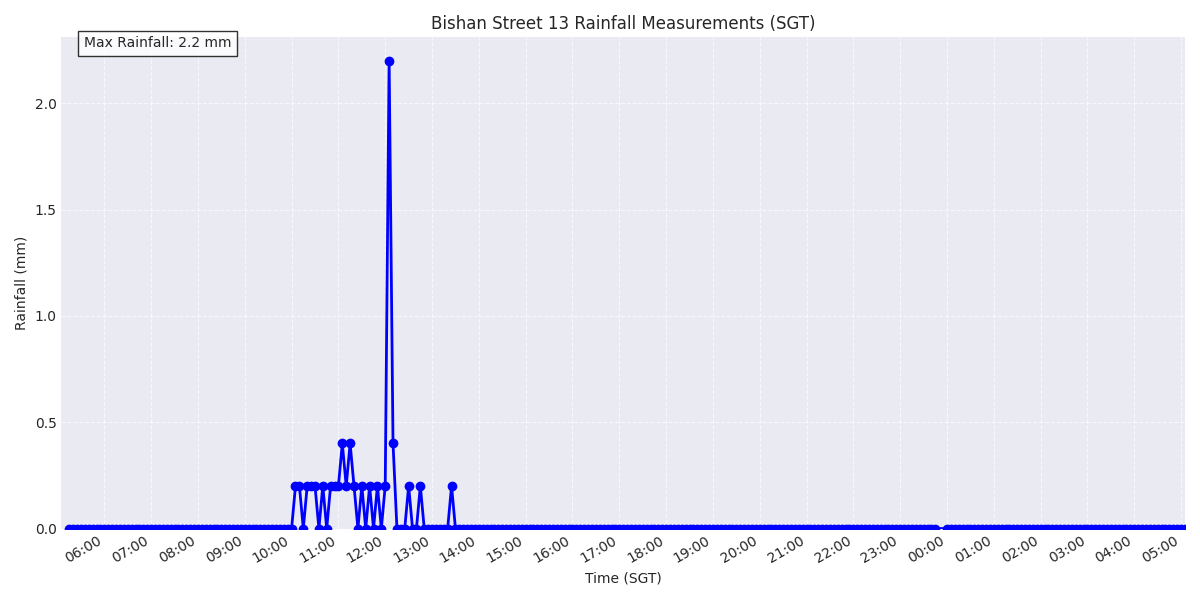 Bishan Street 13 Rainfall Measurements (SGT)
Max Rainfall: 2.2 mm
2.0
1.5
1.0
0.5
0.0
Rainfall (mm)
06:00 07:00 08:00 09:00 10:00 11:00 12:00 13:00 14:00 15:00 16:00 17:00 18:00 19:00 20:00 21:00 22:00 23:00 00:00 01:00 02:00 03:00 04:00 05:00
Time (SGT)